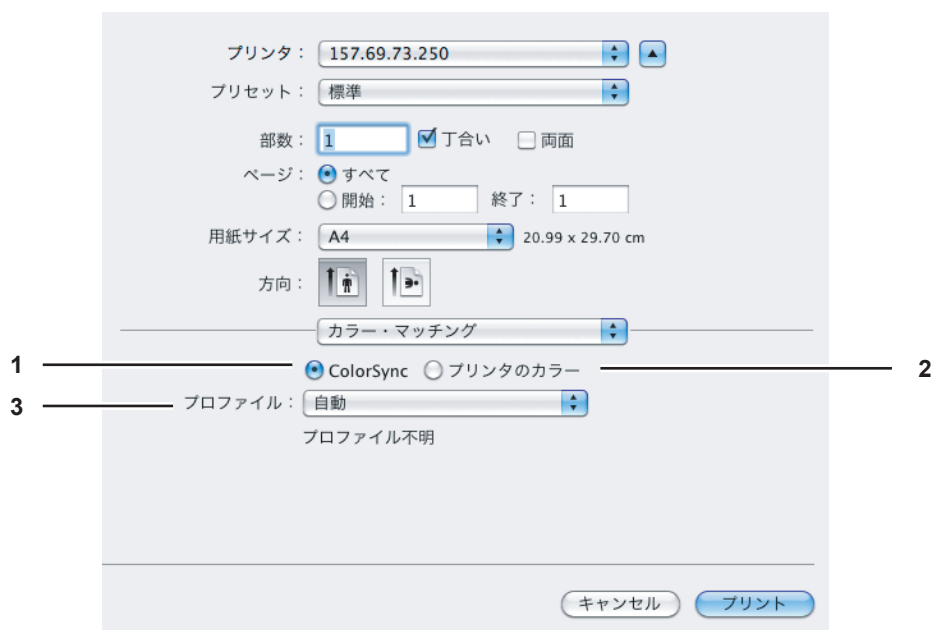 プリンタ： 157.69.73.250
プリセット： 標準
部数： 1 丁合い 両面
ページ： すべて
開始： 1 終了： 1
用紙サイズ： A4 20.99 x 29.70 cm
方向：
カラー・マッチング
1 ColorSync プリンタのカラー 2
3 プロファイル： 自動
プロファイル不明
キャンセル プリント